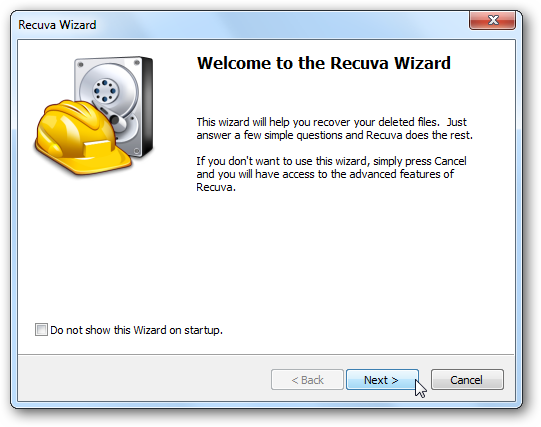 Recuva Wizard
Welcome to the Recuva Wizard
This wizard will help you recover your deleted files.  Just
answer a few simple questions and Recuva does the rest.
If you don't want to use this wizard, simply press Cancel
and you will have access to the advanced features of
Recuva.
Do not show this Wizard on startup.
< Back
Next >
Cancel